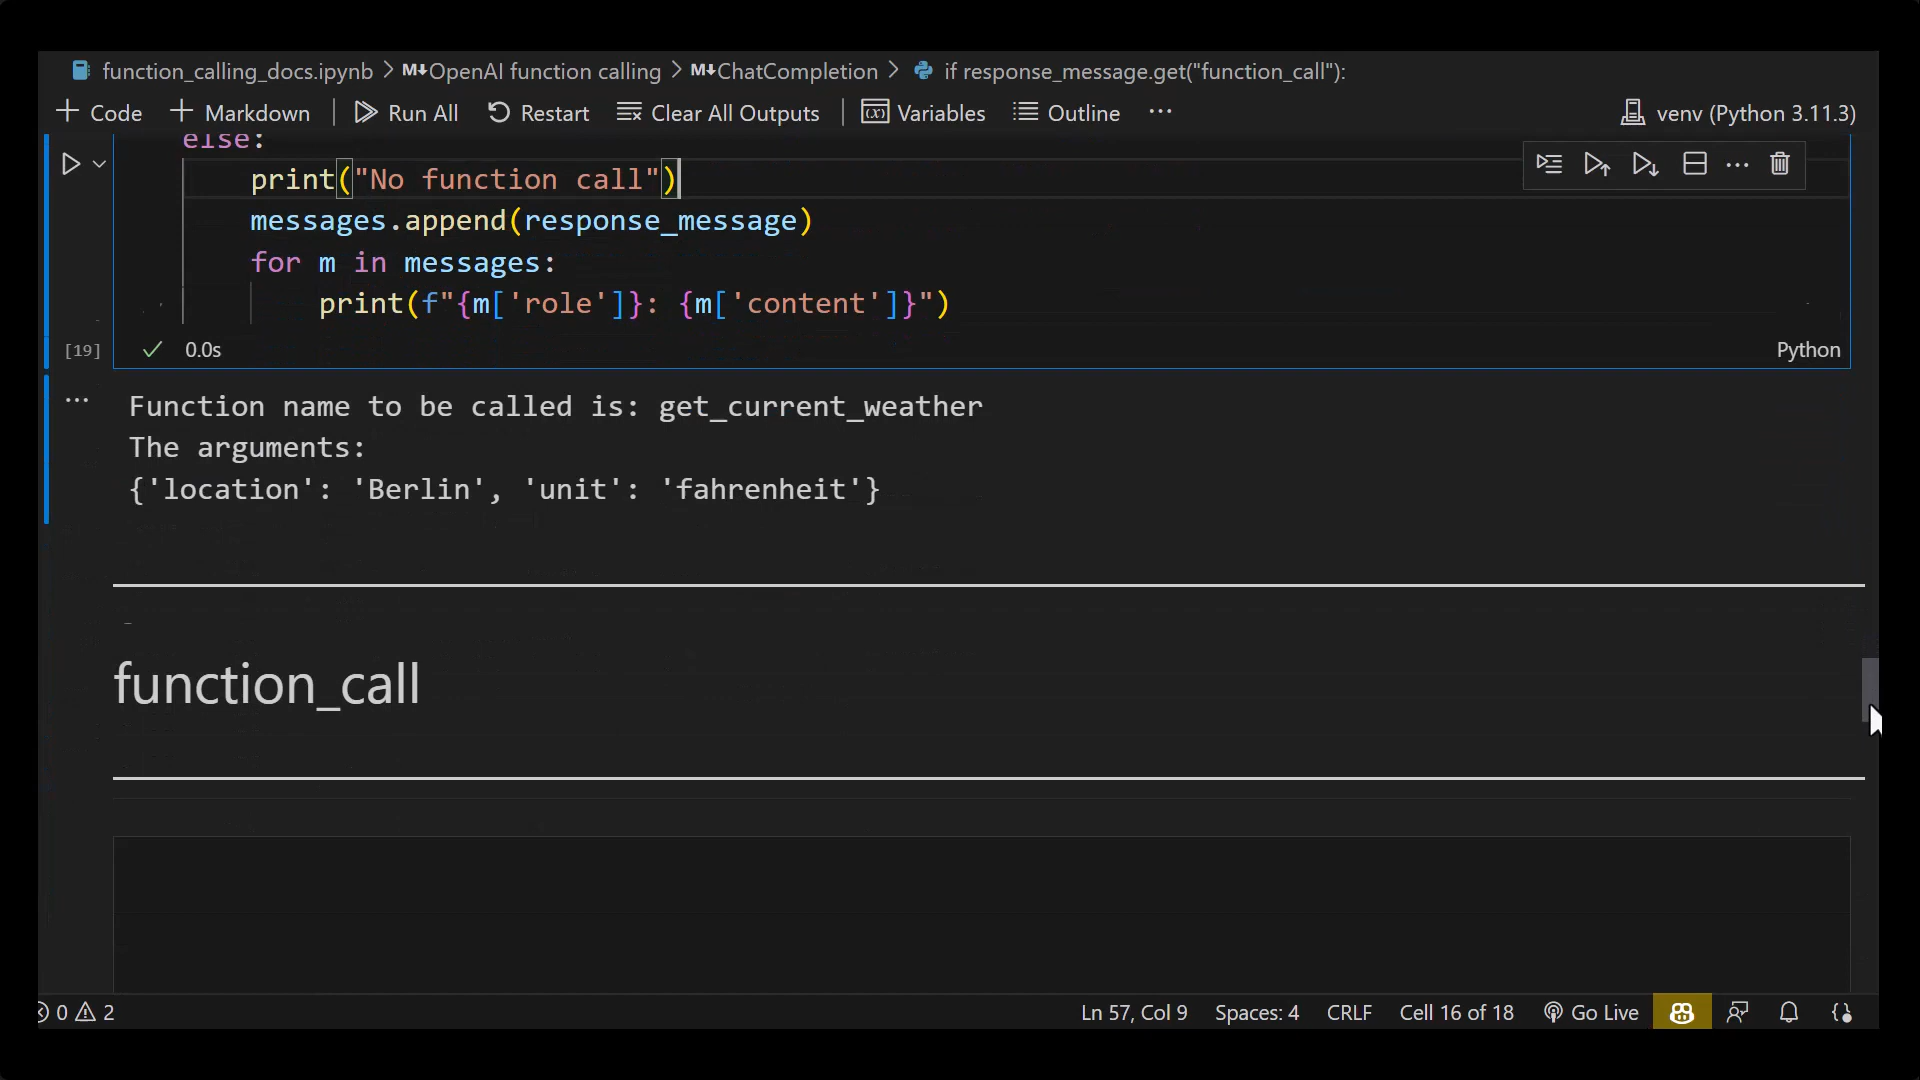 function_calling_docs.ipynb > M↓OpenAI function calling > M↓ChatCompletion > if response_message.get("function_call"):
+ Code + Markdown | Run All Restart Clear All Outputs | (x) Variables Outline ··· venv (Python 3.11.3)
else:
print("No function call")
messages.append(response_message)
for m in messages:
print(f"{m['role']}: {m['content']}")
[19] ✓ 0.0s Python
Function name to be called is: get_current_weather
The arguments:
{'location': 'Berlin', 'unit': 'fahrenheit'}
function_call
0 2 Ln 57, Col 9 Spaces: 4 CRLF Cell 16 of 18 Go Live